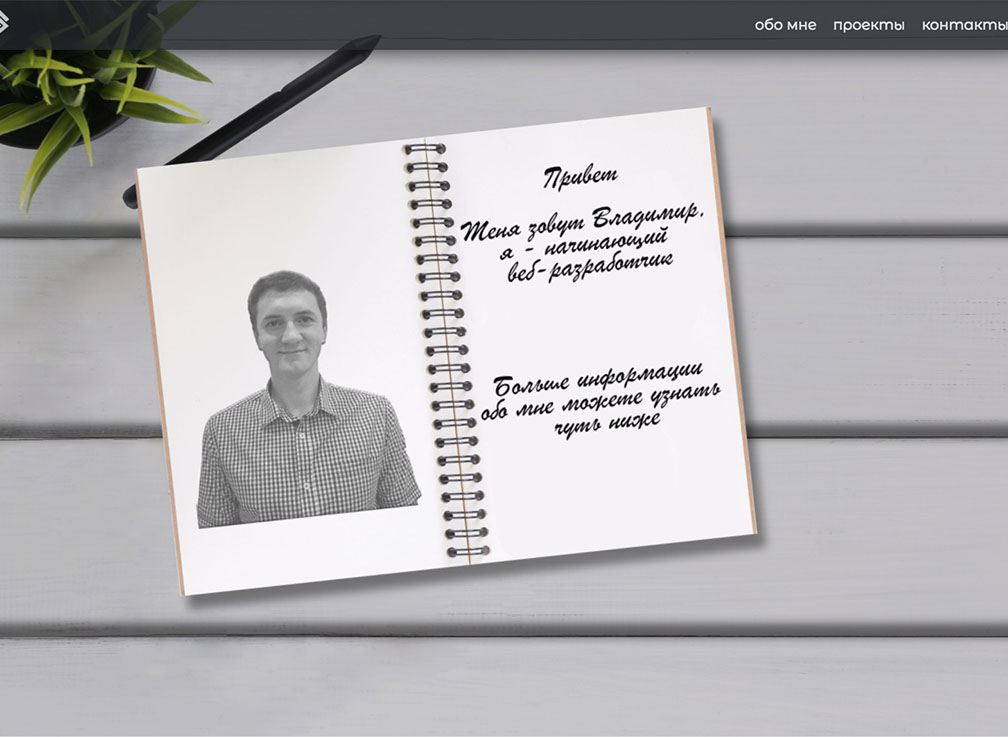 обо мне проекты контакты
Привет
Меня зовут Владимир,
я - начинающий
веб-разработчик
Больше информации
обо мне можете узнать
чуть ниже